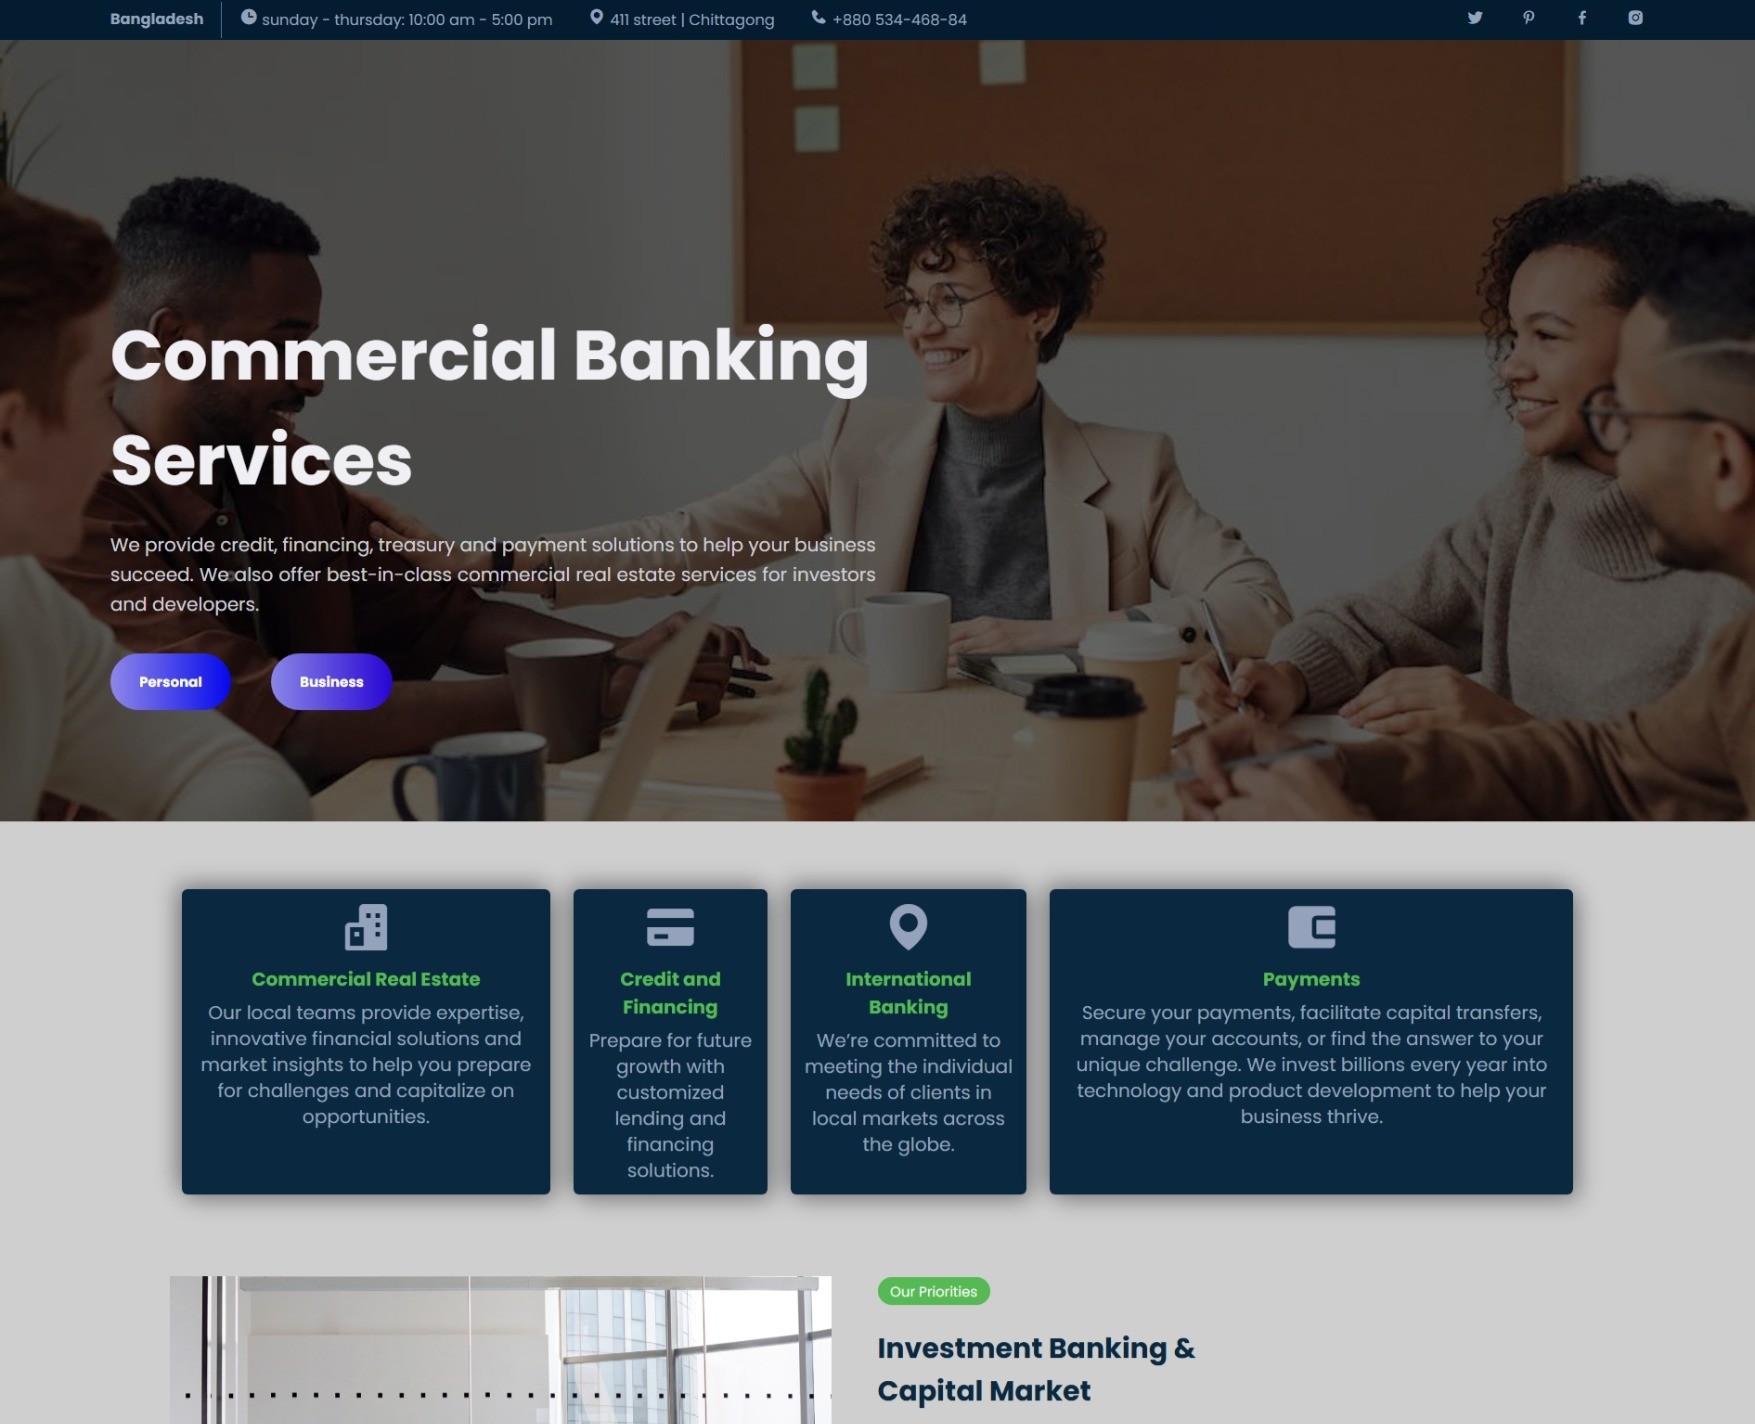 Bangladesh sunday - thursday: 10:00 am - 5:00 pm 411 street | Chittagong +880 534-468-84
Commercial Banking
Services
We provide credit, financing, treasury and payment solutions to help your business
succeed. We also offer best-in-class commercial real estate services for investors
and developers.
Personal
Business
Commercial Real Estate
Our local teams provide expertise,
innovative financial solutions and
market insights to help you prepare
for challenges and capitalize on
opportunities.
Credit and
Financing
Prepare for future
growth with
customized
lending and
financing
solutions.
International
Banking
We're committed to
meeting the individual
needs of clients in
local markets across
the globe.
Payments
Secure your payments, facilitate capital transfers,
manage your accounts, or find the answer to your
unique challenge. We invest billions every year into
technology and product development to help your
business thrive.
Our Priorities
Investment Banking &
Capital Market